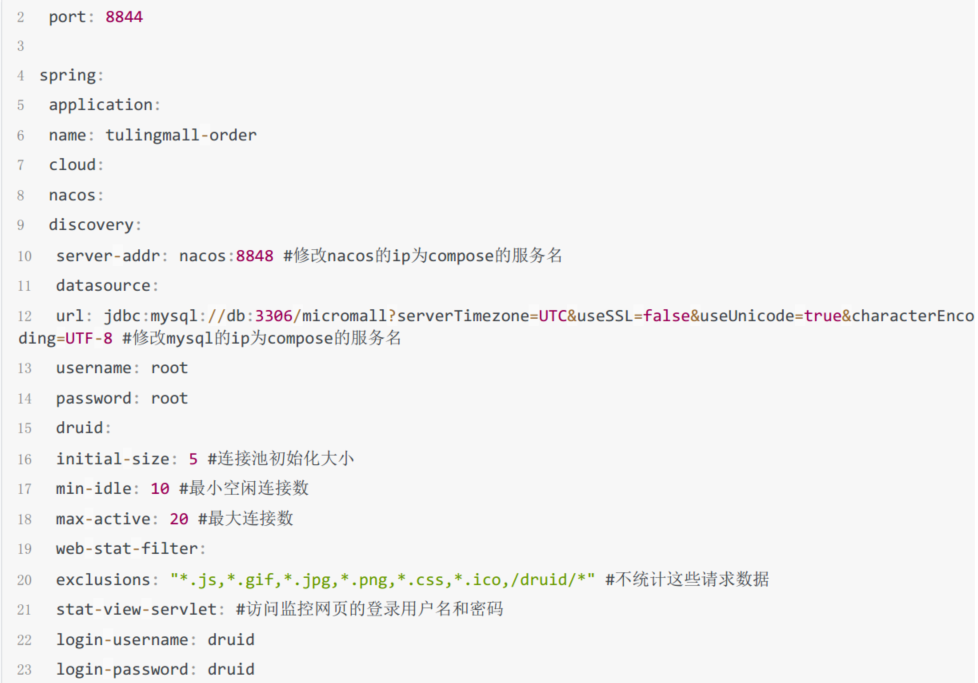 2 port: 8844
3
4 spring:
5 application:
6 name: tulingmall-order
7 cloud:
8 nacos:
9 discovery:
10 server-addr: nacos:8848 #修改nacos的ip为compose的服务名
11 datasource:
12 url: jdbc:mysql://db:3306/micromall?serverTimezone=UTC&useSSL=false&useUnicode=true&characterEnco
ding=UTF-8 #修改mysql的ip为compose的服务名
13 username: root
14 password: root
15 druid:
16 initial-size: 5 #连接池初始化大小
17 min-idle: 10 #最小空闲连接数
18 max-active: 20 #最大连接数
19 web-stat-filter:
20 exclusions: "*.js,*.gif,*.jpg,*.png,*.css,*.ico,/druid/*" #不统计这些请求数据
21 stat-view-servlet: #访问监控网页的登录用户名和密码
22 login-username: druid
23 login-password: druid